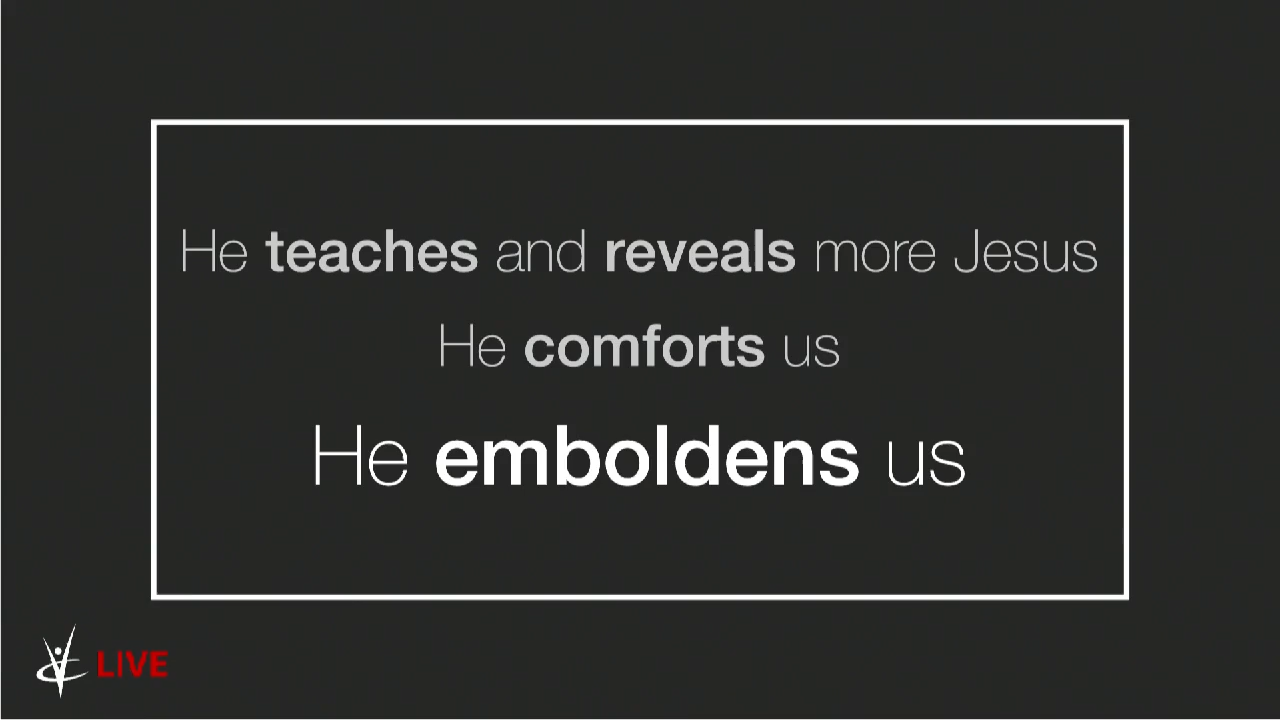 He teaches and reveals more Jesus
He comforts us
He emboldens us
LIVE